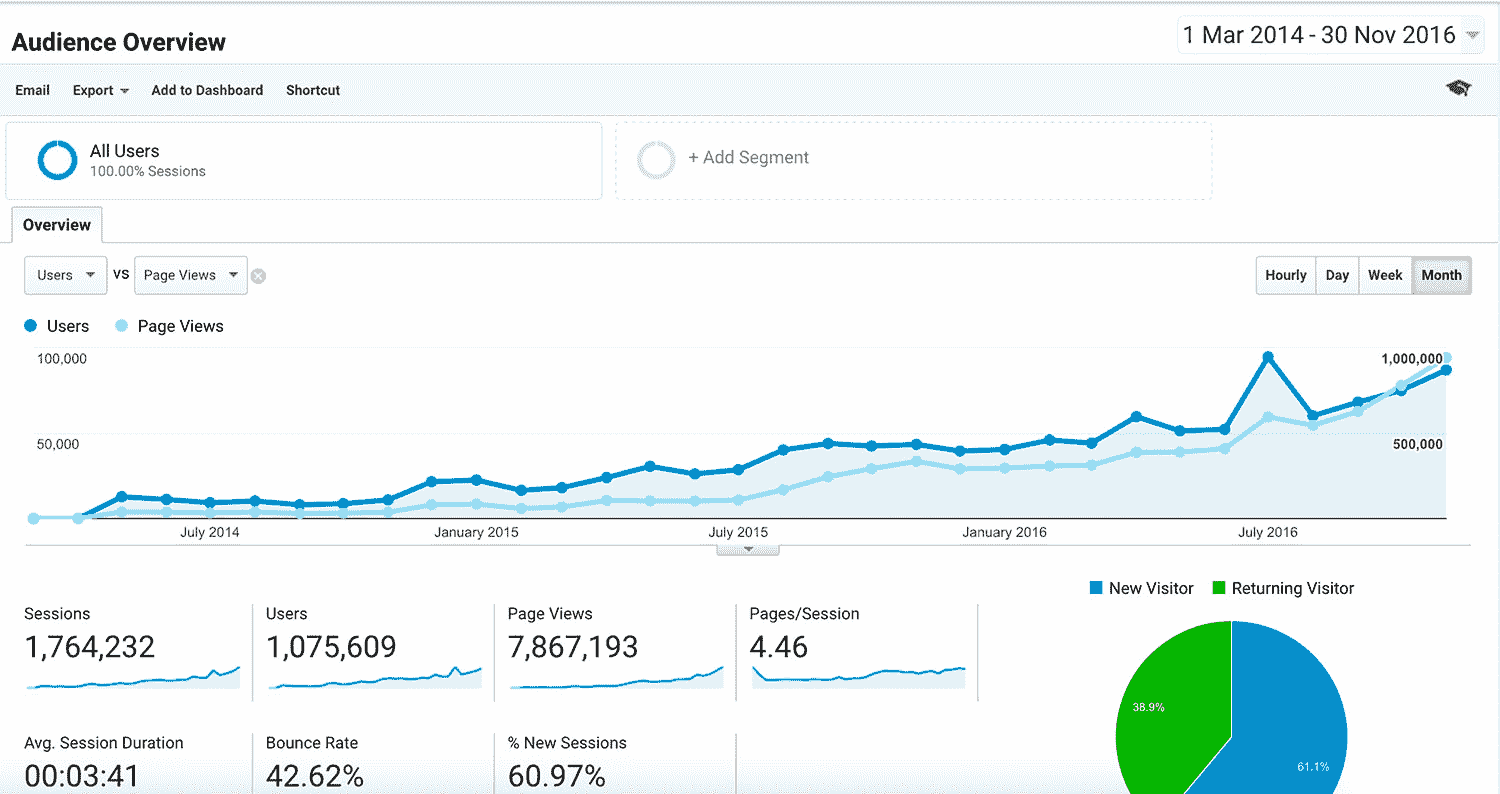 Audience Overview
1 Mar 2014 - 30 Nov 2016
Email Export Add to Dashboard Shortcut
All Users
100.00% Sessions
+ Add Segment
Overview
Users VS Page Views
Hourly Day Week Month
Users Page Views
100,000
1,000,000
50,000
500,000
July 2014 January 2015 July 2015 January 2016 July 2016
New Visitor Returning Visitor
Sessions
1,764,232
Users
1,075,609
Page Views
7,867,193
Pages/Session
4.46
38.9%
61.1%
Avg. Session Duration
00:03:41
Bounce Rate
42.62%
% New Sessions
60.97%